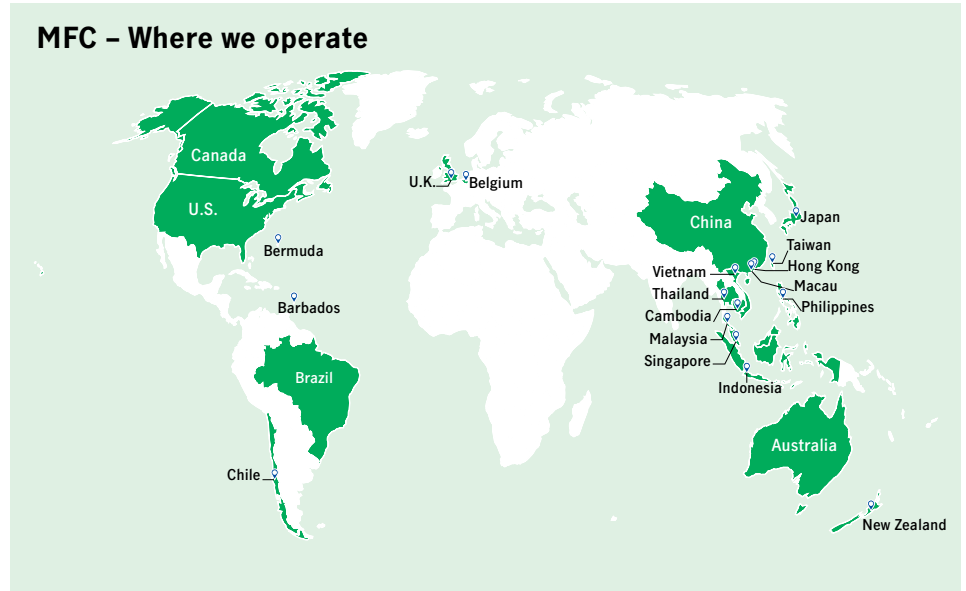 MFC – Where we operate
Canada
U.K.
Belgium
U.S.
China
Japan
Bermuda
Taiwan
Hong Kong
Vietnam
Macau
Thailand
Barbados
Philippines
Cambodia
Malaysia
Singapore
Brazil
Indonesia
Australia
Chile
New Zealand